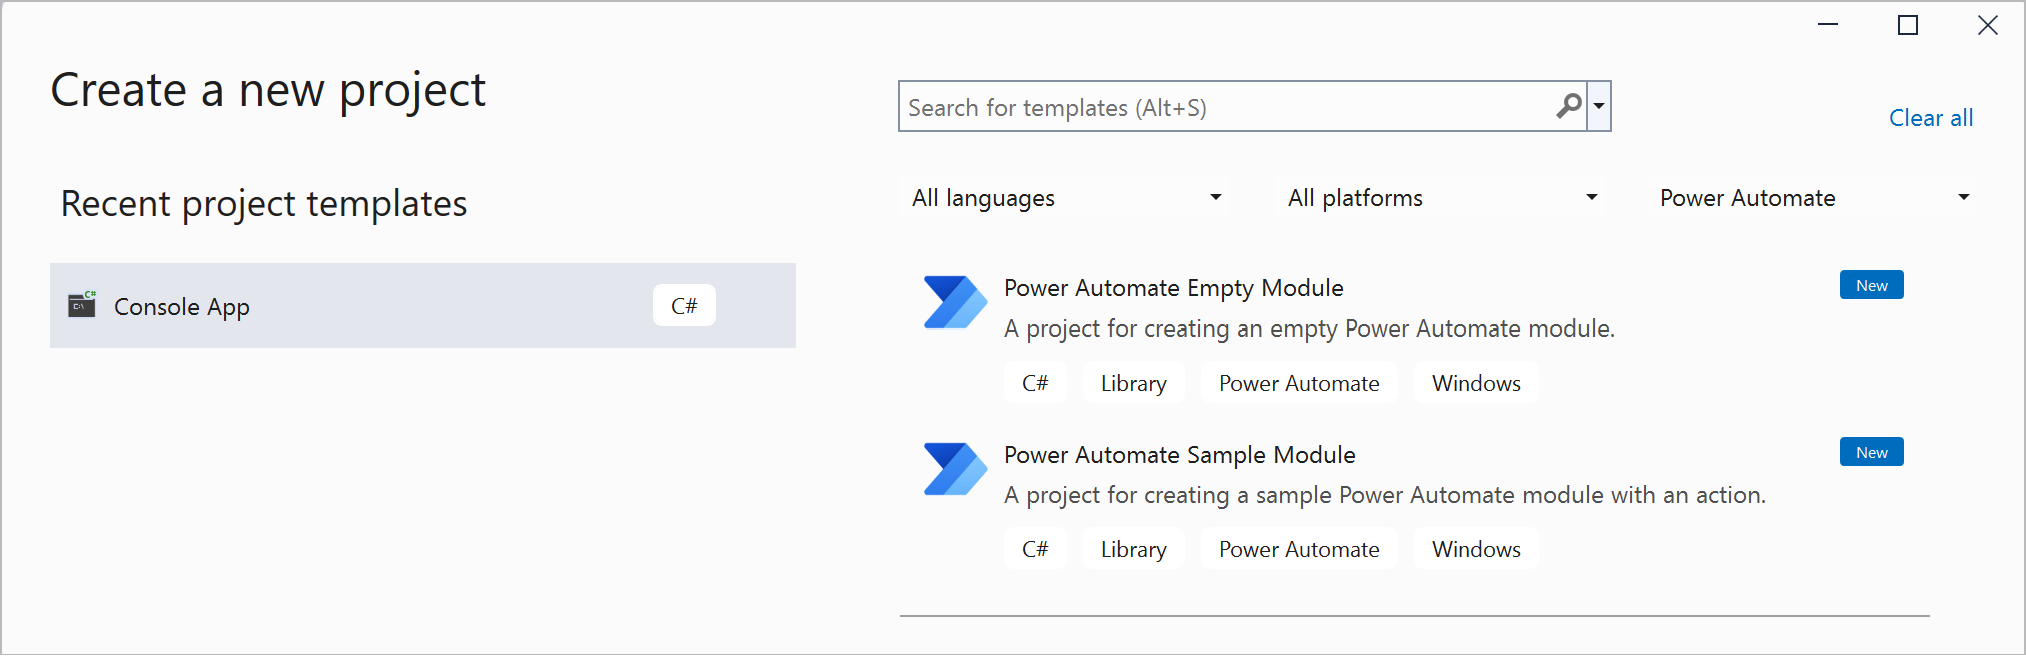 Create a new project
Search for templates (Alt+S)
Clear all
Recent project templates
All languages
All platforms
Power Automate
C#
C:\
Console App
C#
Power Automate Empty Module
New
A project for creating an empty Power Automate module.
C#
Library
Power Automate
Windows
Power Automate Sample Module
New
A project for creating a sample Power Automate module with an action.
C#
Library
Power Automate
Windows